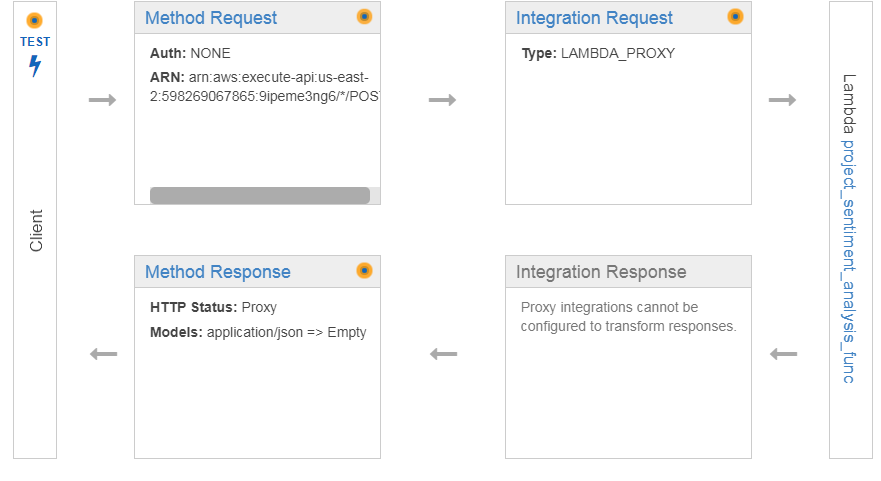 TEST
Client
Method Request
Auth: NONE
ARN: arn:aws:execute-api:us-east-
2:598269067865:9ipeme3ng6/*/POS
Integration Request
Type: LAMBDA_PROXY
Lambda project_sentiment_analysis_func
Method Response
HTTP Status: Proxy
Models: application/json => Empty
Integration Response
Proxy integrations cannot be
configured to transform responses.